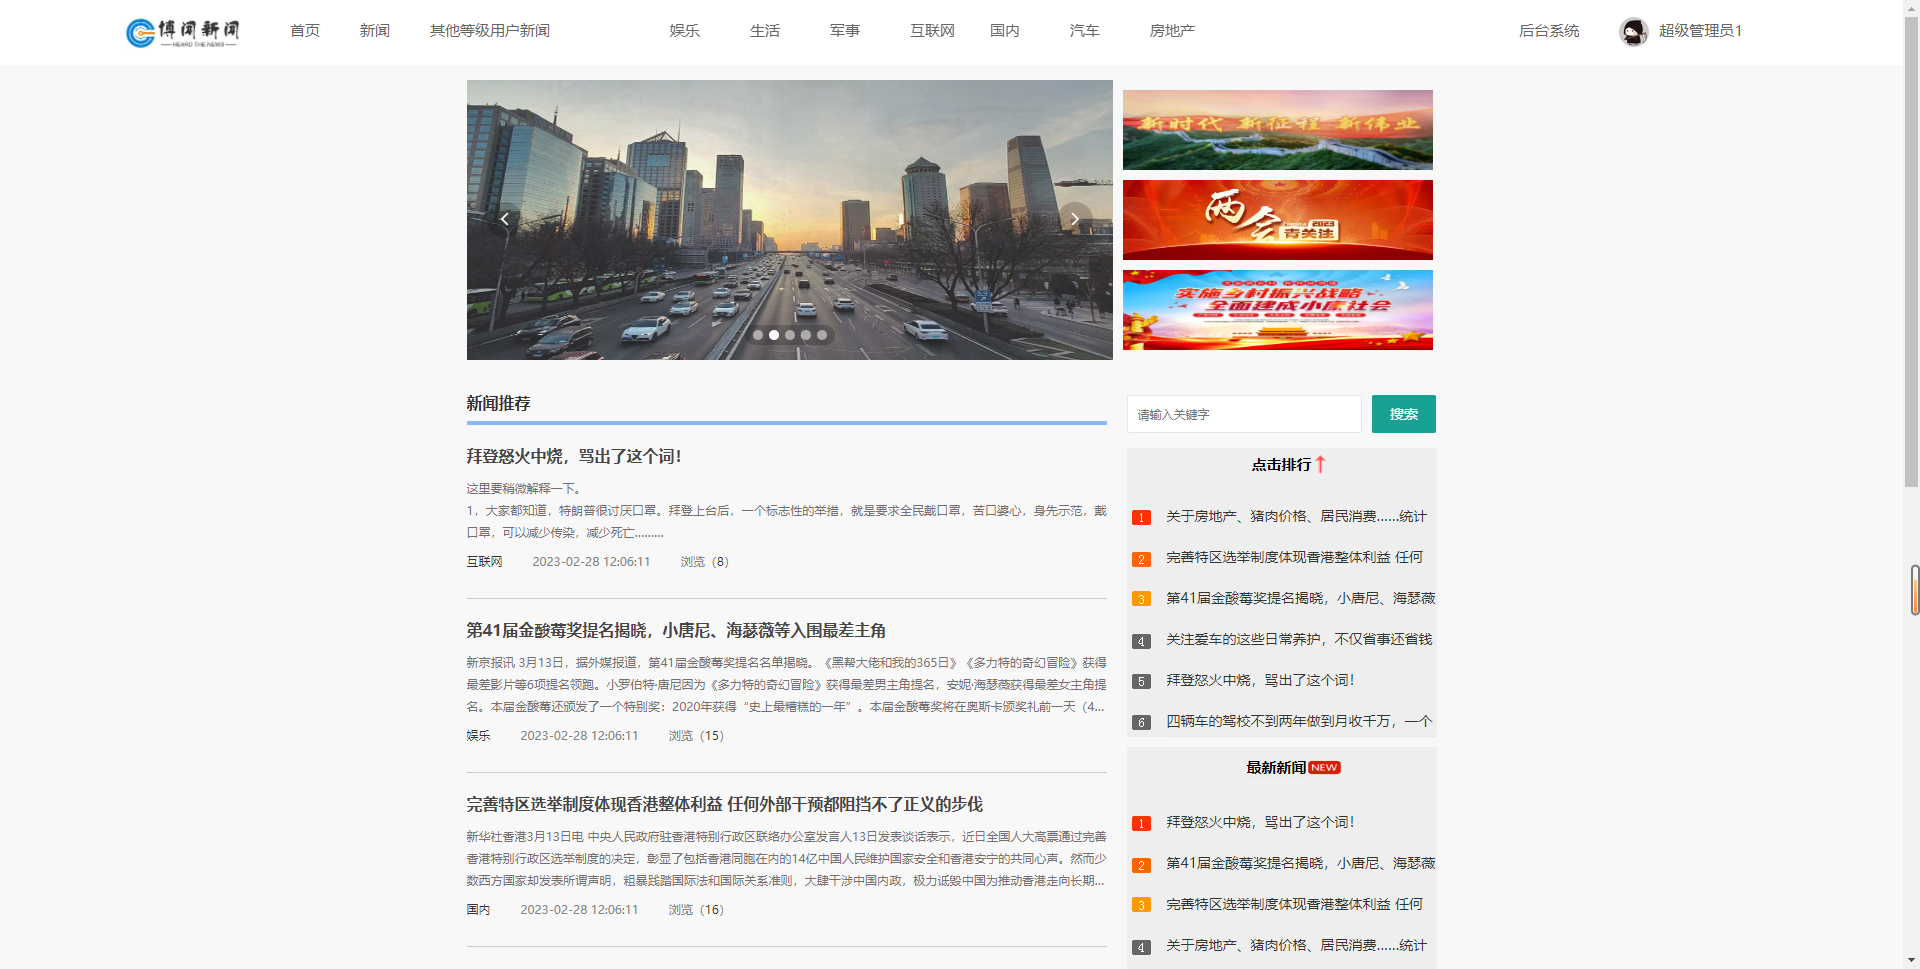 博闻新闻
HEARD THE NEWS
首页 新闻 其他等级用户新闻 娱乐 生活 军事 互联网 国内 汽车 房地产 后台系统 超级管理员1
新时代 新征程 新伟业
两会
2023
青关注
实施乡村振兴战略
全面建成小康社会
新闻推荐
请输入关键字
搜索
拜登怒火中烧，骂出了这个词！
这里要稍微解释一下。
1，大家都知道，特朗普很讨厌口罩。拜登上台后，一个标志性的举措，就是要求全民戴口罩，苦口婆心，身先示范，戴
口罩，可以减少传染，减少死亡.........
互联网 2023-02-28 12:06:11 浏览（8）
第41届金酸莓奖提名揭晓，小唐尼、海瑟薇等入围最差主角
新京报讯 3月13日，据外媒报道，第41届金酸莓奖提名名单揭晓。《黑帮大佬和我的365日》《多力特的奇幻冒险》获得
最差影片等6项提名领跑。小罗伯特·唐尼因为《多力特的奇幻冒险》获得最差男主角提名，安妮·海瑟薇获得最差女主角提
名。本届金酸莓还颁发了一个特别奖：2020年获得“史上最糟糕的一年”。本届金酸莓奖将在奥斯卡颁奖礼前一天（4...
娱乐 2023-02-28 12:06:11 浏览（15）
完善特区选举制度体现香港整体利益 任何外部干预都阻挡不了正义的步伐
新华社香港3月13日电 中央人民政府驻香港特别行政区联络办公室发言人13日发表谈话表示，近日全国人大高票通过完善
香港特别行政区选举制度的决定，彰显了包括香港同胞在内的14亿中国人民维护国家安全和香港安宁的共同心声。然而少
数西方国家却发表所谓声明，粗暴践踏国际法和国际关系准则，大肆干涉中国内政，极力诋毁中国为推动香港走向长期...
国内 2023-02-28 12:06:11 浏览（16）
点击排行
1 关于房地产、猪肉价格、居民消费......统计
2 完善特区选举制度体现香港整体利益 任何
3 第41届金酸莓奖提名揭晓，小唐尼、海瑟薇
4 关注爱车的这些日常养护，不仅省事还省钱
5 拜登怒火中烧，骂出了这个词！
6 四辆车的驾校不到两年做到月收千万，一个
最新新闻 NEW
1 拜登怒火中烧，骂出了这个词！
2 第41届金酸莓奖提名揭晓，小唐尼、海瑟薇
3 完善特区选举制度体现香港整体利益 任何
4 关于房地产、猪肉价格、居民消费......统计